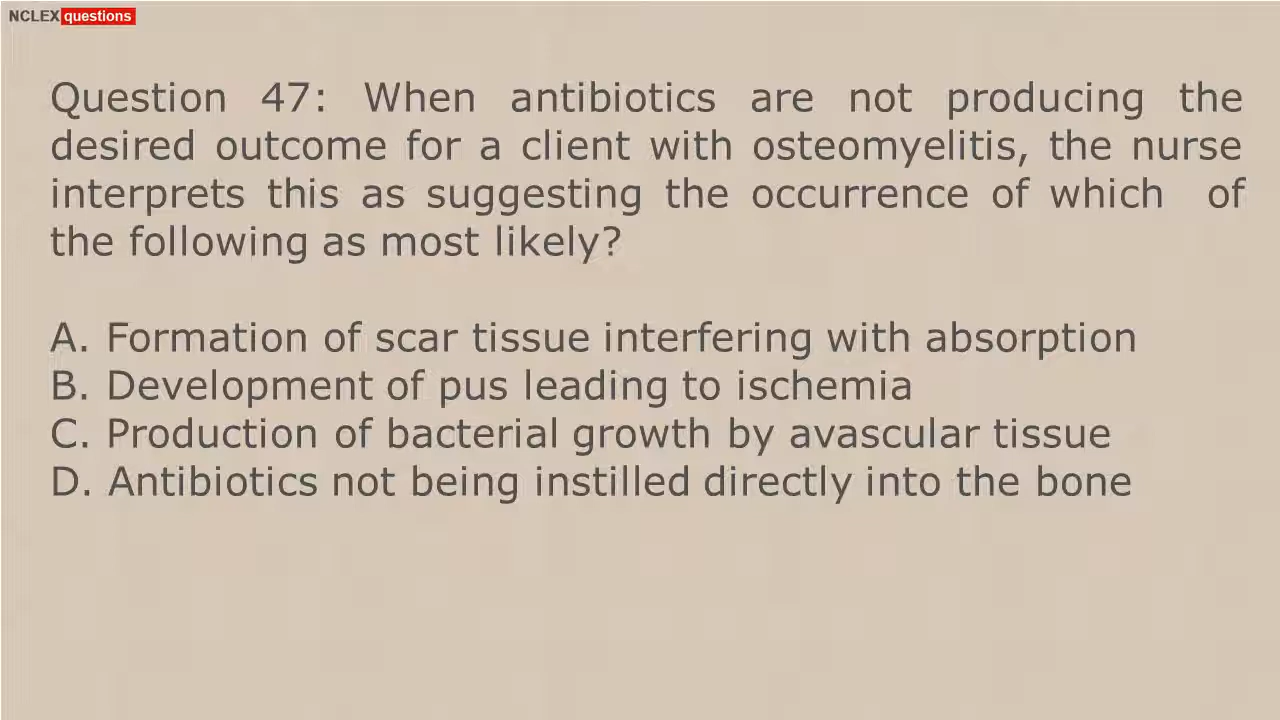 NCLEX questions
Question 47: When antibiotics are not producing the
desired outcome for a client with osteomyelitis, the nurse
interprets this as suggesting the occurrence of which of
the following as most likely?
A. Formation of scar tissue interfering with absorption
B. Development of pus leading to ischemia
C. Production of bacterial growth by avascular tissue
D. Antibiotics not being instilled directly into the bone